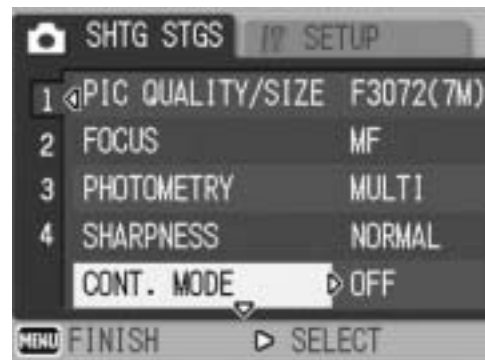 SHTG STGS SETUP
1 PIC QUALITY/SIZE F3072(7M)
2 FOCUS MF
3 PHOTOMETRY MULTI
4 SHARPNESS NORMAL
CONT. MODE OFF
MENU FINISH SELECT